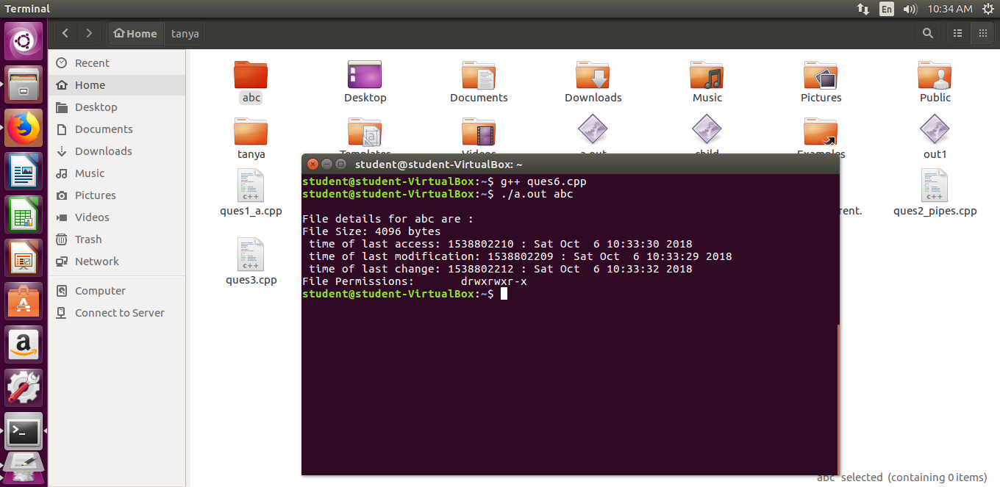 Terminal
En
10:34 AM
Home
tanya
Recent
Home
Desktop
Documents
Downloads
Music
Pictures
Videos
Trash
Network
Computer
Connect to Server
abc
Desktop
Documents
Downloads
Music
Pictures
Public
tanya
Templates
Videos
a.out
child
Examples
out1
ques1_a.cpp
rent.
ques2_pipes.cpp
ques3.cpp
c++
c++
c++
student@student-VirtualBox: ~
student@student-VirtualBox:~$ g++ ques6.cpp
student@student-VirtualBox:~$ ./a.out abc
File details for abc are :
File Size: 4096 bytes
time of last access: 1538802210 : Sat Oct  6 10:33:30 2018
time of last modification: 1538802209 : Sat Oct  6 10:33:29 2018
time of last change: 1538802212 : Sat Oct  6 10:33:32 2018
File Permissions:       drwxrwxr-x
student@student-VirtualBox:~$
abc" selected (containing 0 items)